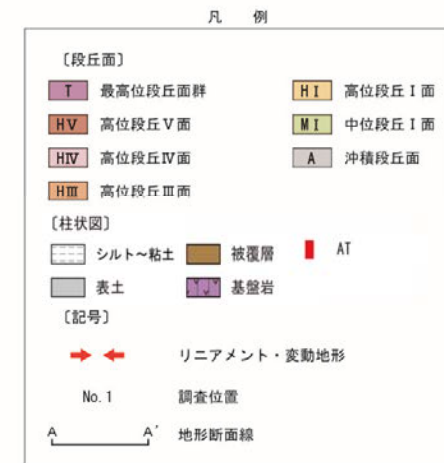 凡 例
〔段丘面〕
T 最高位段丘面群
HⅤ 高位段丘Ⅴ面
HⅣ 高位段丘Ⅳ面
HⅢ 高位段丘Ⅲ面
HⅠ 高位段丘Ⅰ面
MⅠ 中位段丘Ⅰ面
A 沖積段丘面
〔柱状図〕
シルト～粘土 被覆層 AT
表土 基盤岩
〔記号〕
リニアメント・変動地形
No.1 調査位置
A A′ 地形断面線